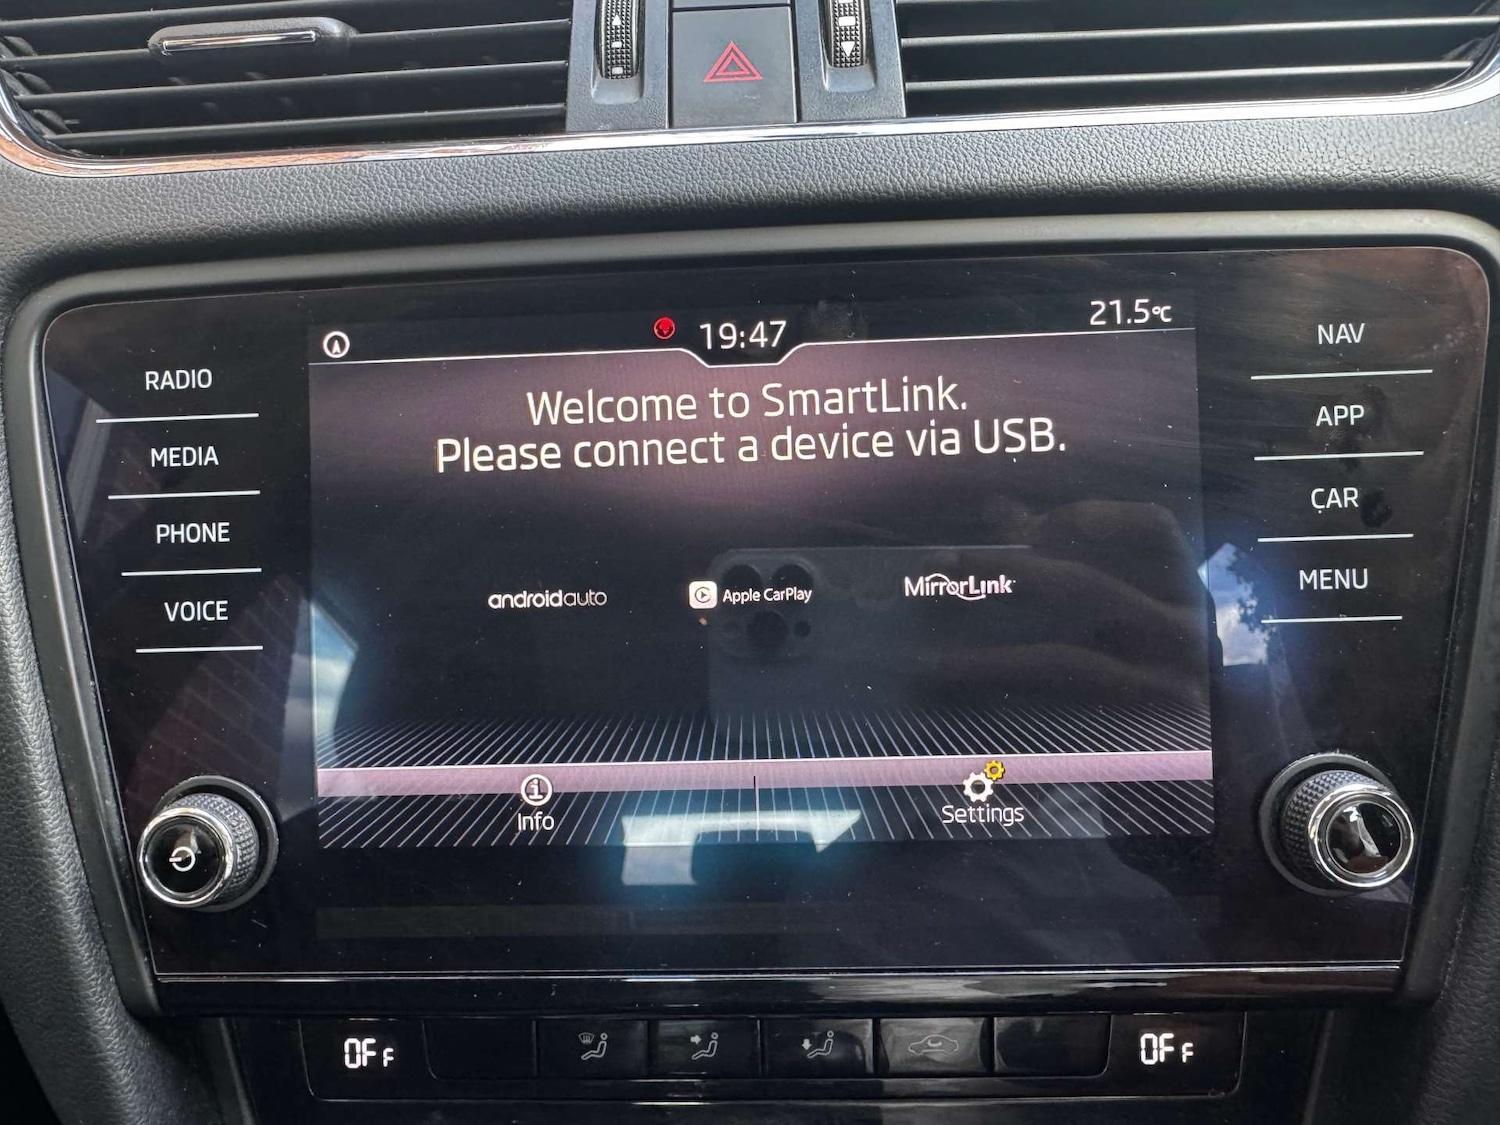 19:47
21.5°C
RADIO
MEDIA
PHONE
VOICE
Welcome to SmartLink.
Please connect a device via USB.
androidauto
Apple CarPlay
MirrorLink
Info
Settings
NAV
APP
CAR
MENU
OFF
OFF